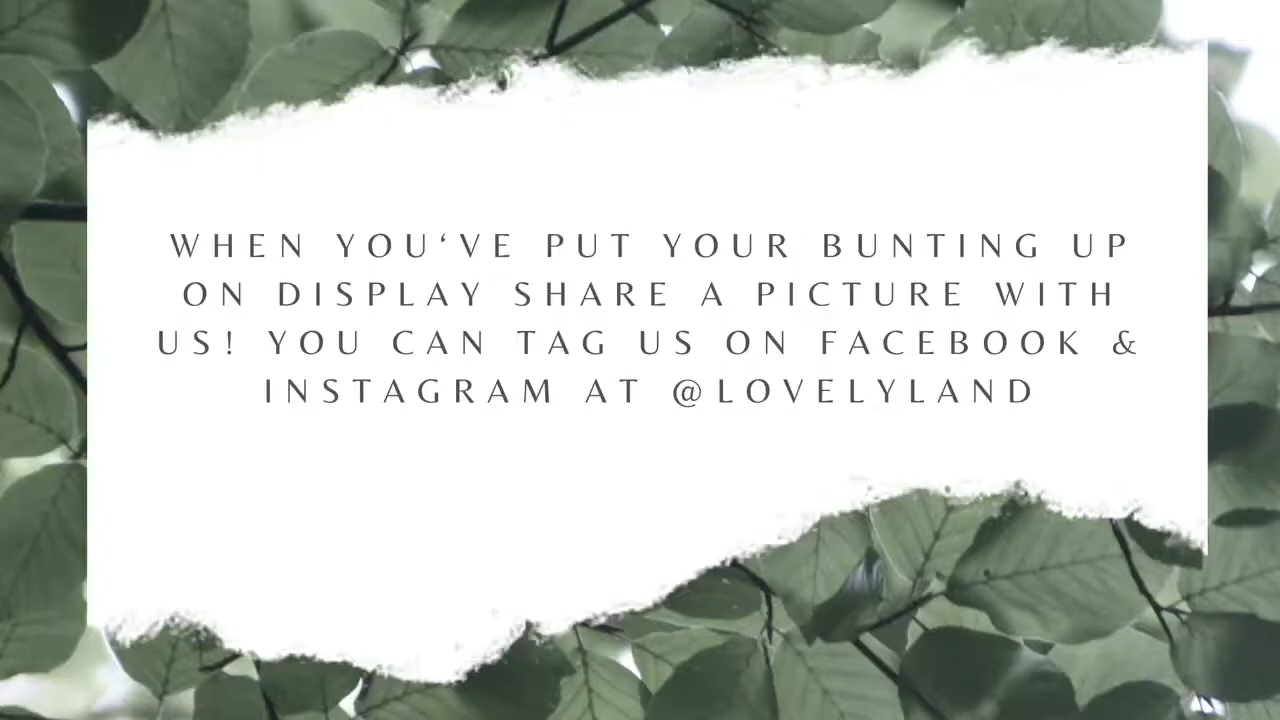 WHEN YOU‘VE PUT YOUR BUNTING UP
ON DISPLAY SHARE A PICTURE WITH
US! YOU CAN TAG US ON FACEBOOK &
INSTAGRAM AT @LOVELYLAND